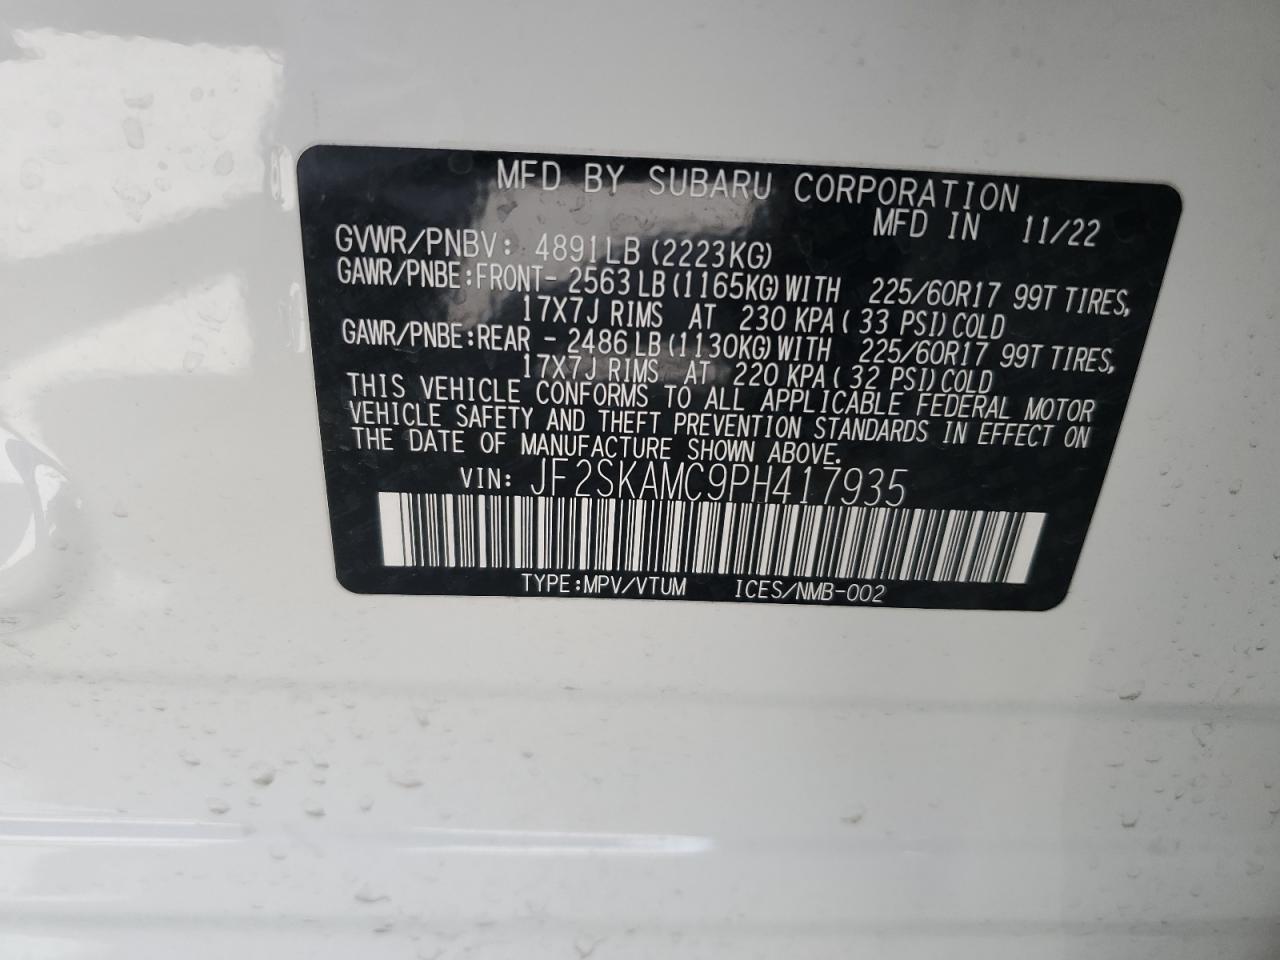 MFD BY SUBARU CORPORATION
MFD IN 11/22
GVWR/PNBV: 4891LB (2223KG)
GAWR/PNBE:FRONT- 2563 LB (1165KG) WITH 225/60R17 99T TIRES,
17X7J RIMS AT 230 KPA ( 33 PSI) COLD
GAWR/PNBE:REAR - 2486 LB (1130KG) WITH 225/60R17 99T TIRES,
17X7J RIMS AT 220 KPA ( 32 PSI) COLD
THIS VEHICLE CONFORMS TO ALL APPLICABLE FEDERAL MOTOR
VEHICLE SAFETY AND THEFT PREVENTION STANDARDS IN EFFECT ON
THE DATE OF MANUFACTURE SHOWN ABOVE.
VIN: JF2SKAMC9PH417935
TYPE:MPV/VTUM ICES/NMB-002